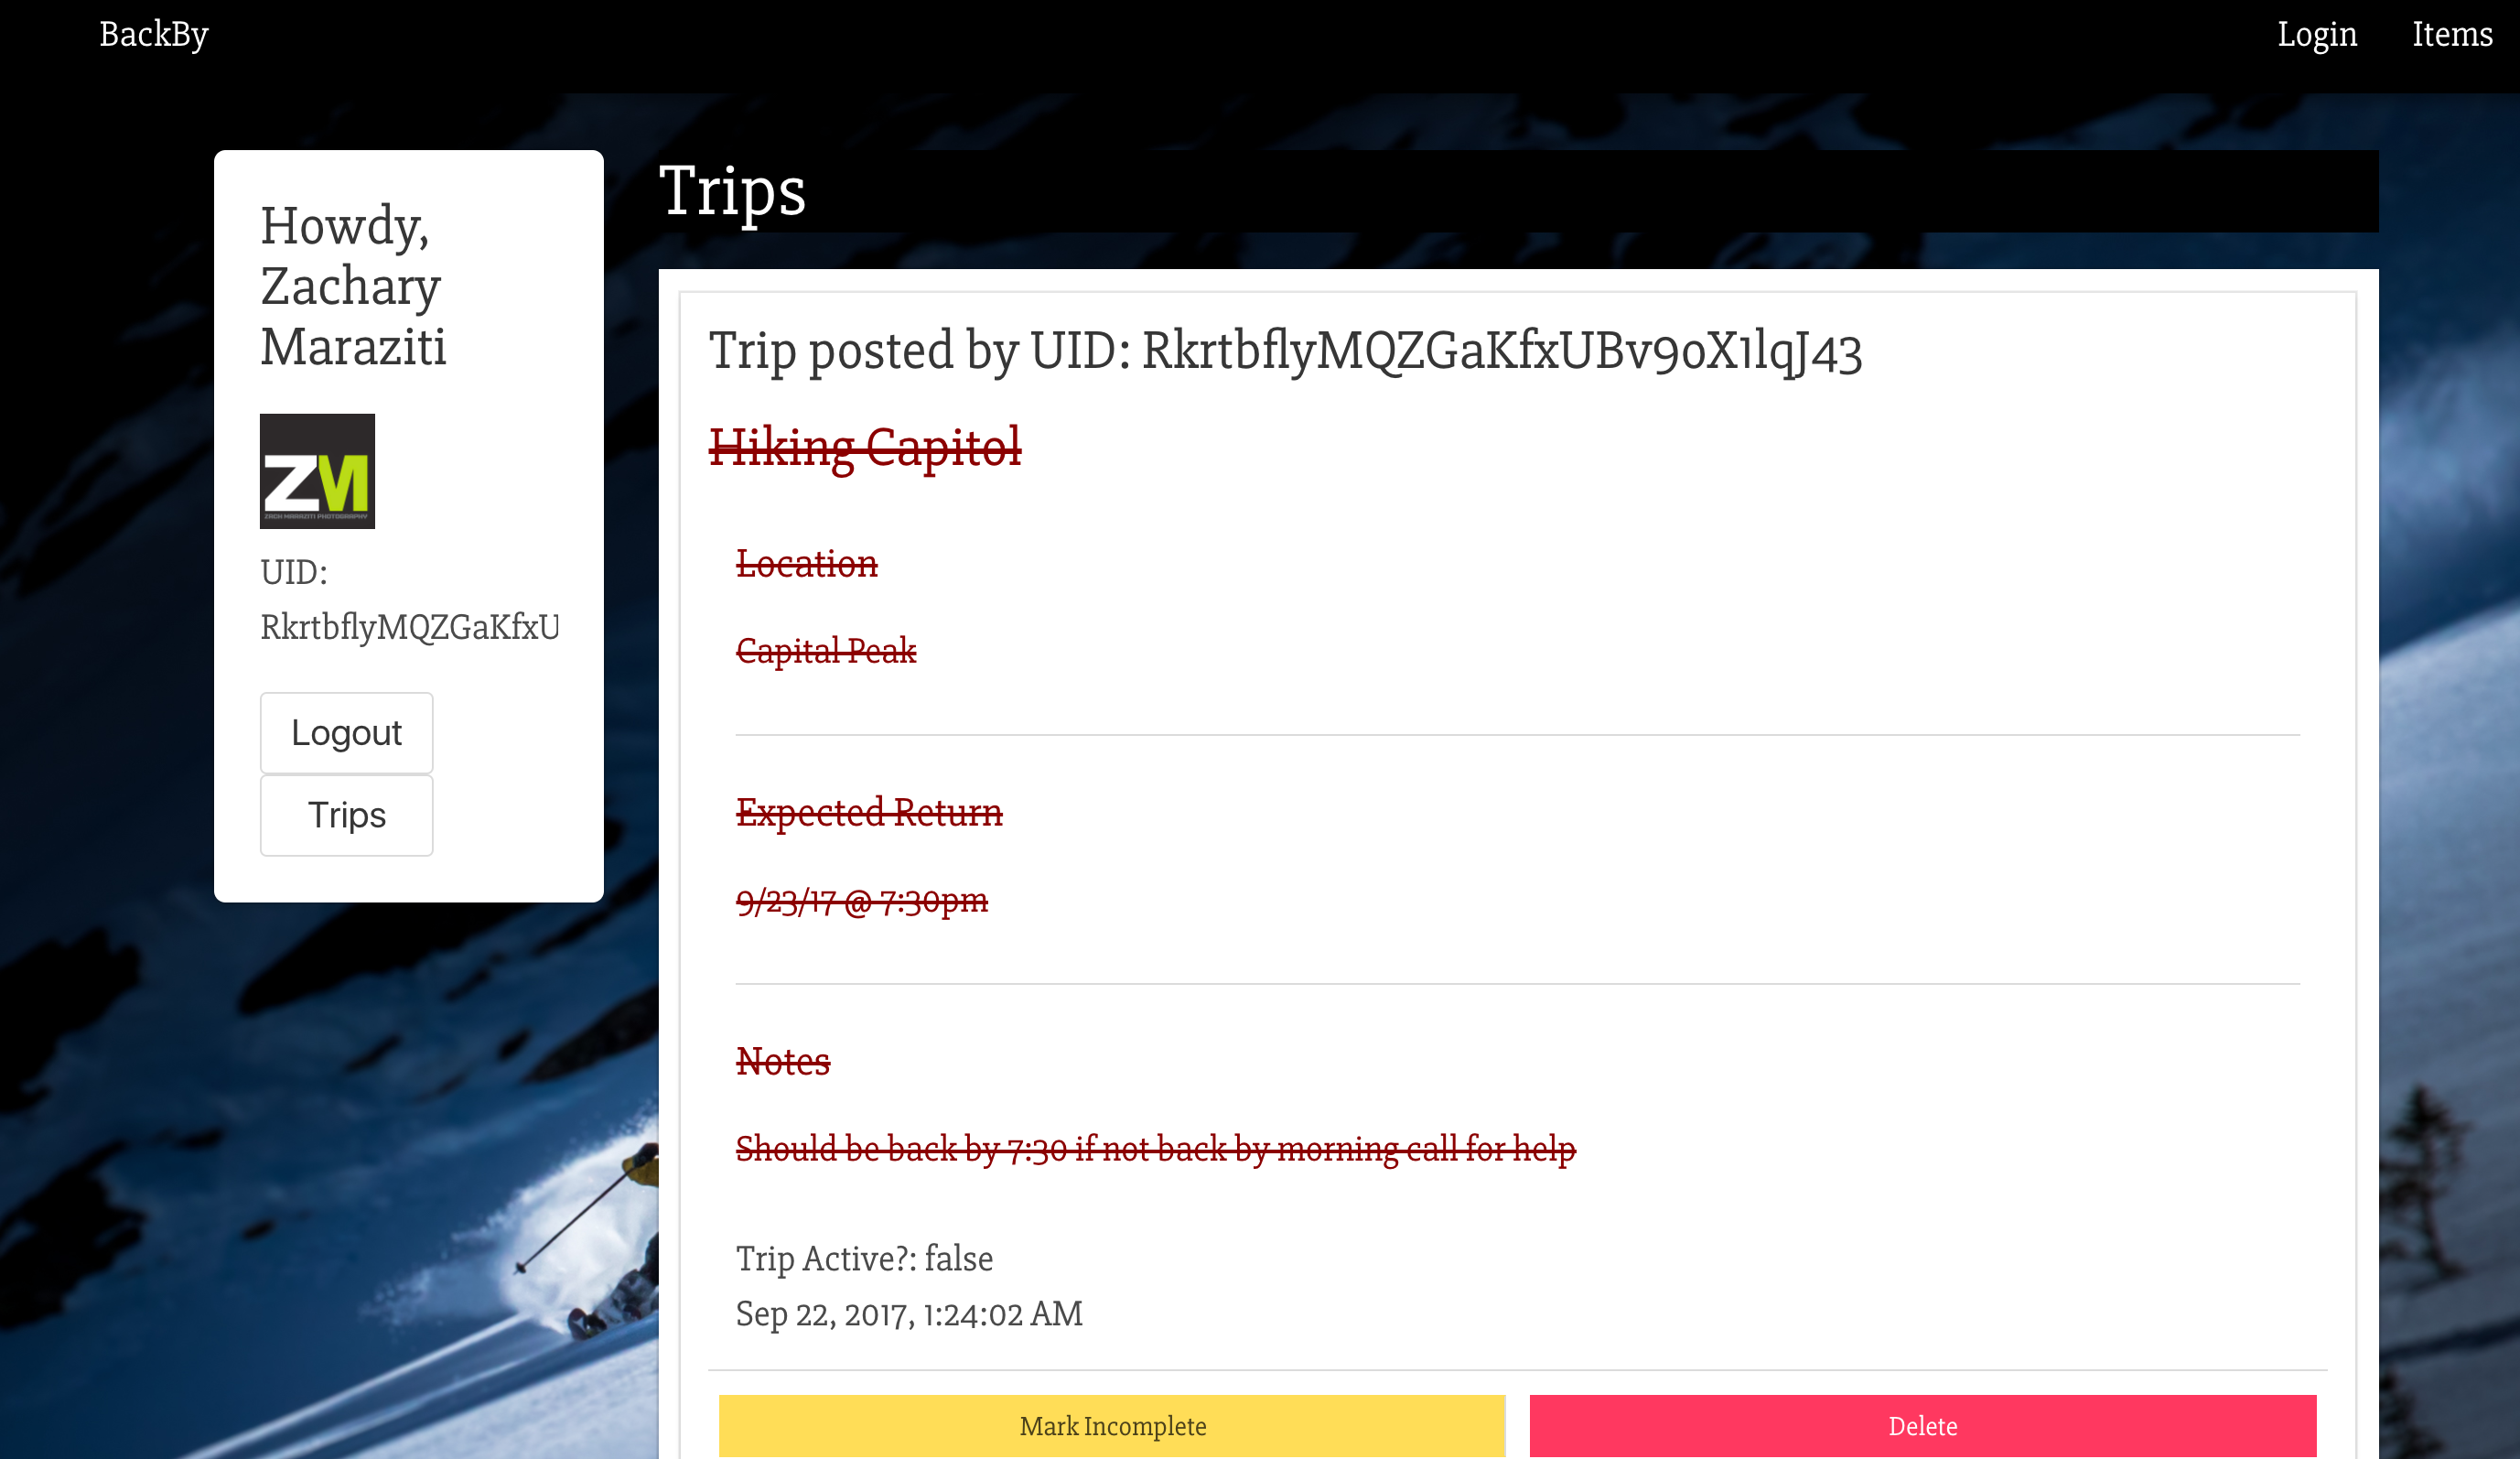 BackBy
Login
Items
Howdy,
Zachary
Maraziti
ZM
ZACH MARAZITI PHOTOGRAPHY
UID:
RkrtbflyMQZGaKfxU
Logout
Trips
Trips
Trip posted by UID: RkrtbflyMQZGaKfxUBv9oX1lqJ43
Hiking Capitol
Location
Capital Peak
Expected Return
9/23/17 @ 7:30pm
Notes
Should be back by 7:30 if not back by morning call for help
Trip Active?: false
Sep 22, 2017, 1:24:02 AM
Mark Incomplete
Delete